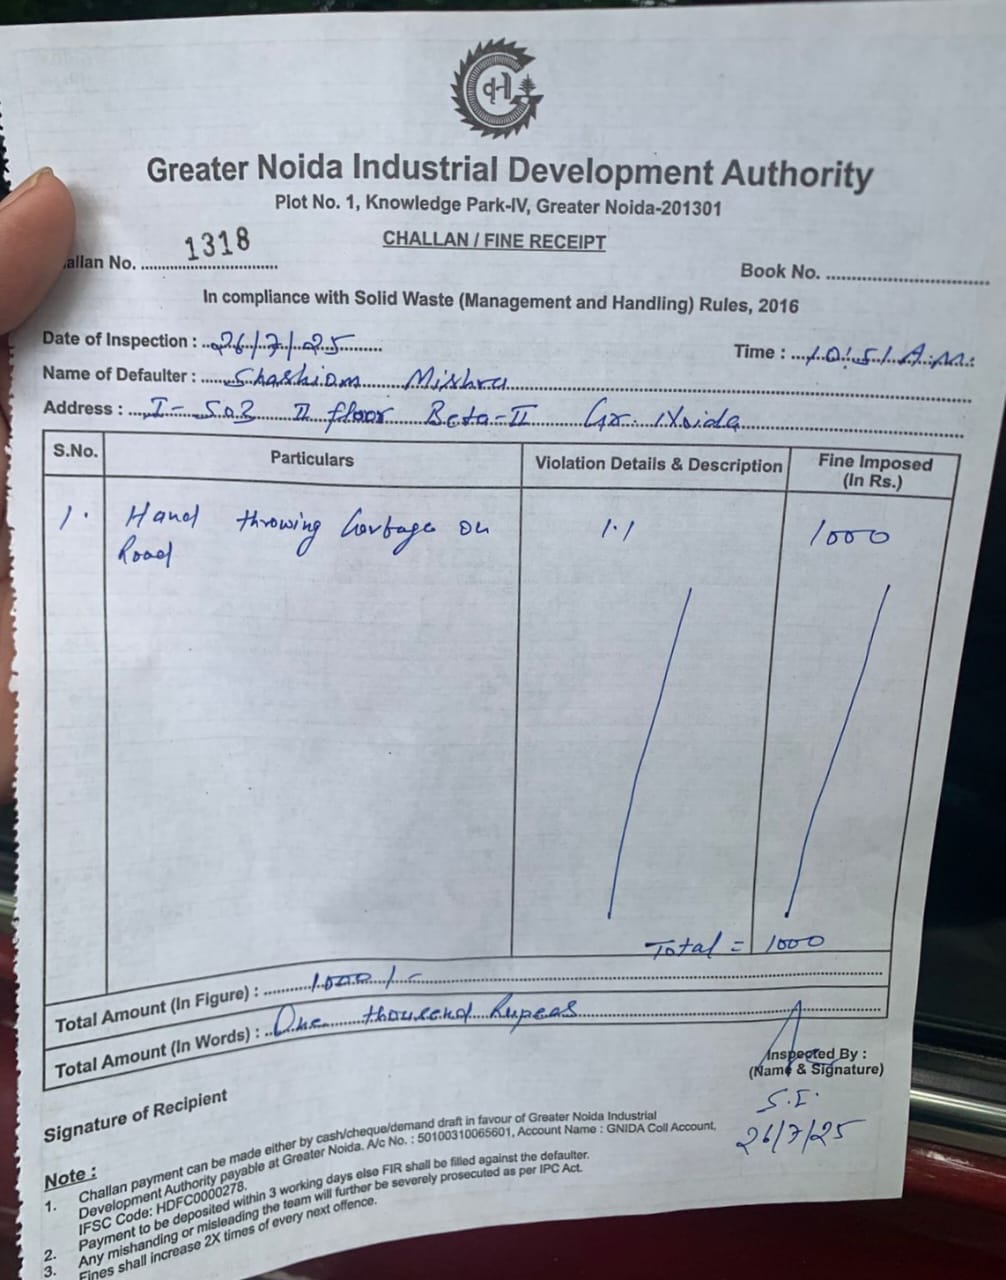 वी
Greater Noida Industrial Development Authority
Plot No. 1, Knowledge Park-IV, Greater Noida-201301
CHALLAN / FINE RECEIPT
allan No. 1318
Book No.
In compliance with Solid Waste (Management and Handling) Rules, 2016
Date of Inspection : 26/7/25 Time : 10:51 A.M.
Name of Defaulter : Shashiom Mishra
Address : I-503 II floor Beta-II Gr. Noida
S.No. Particulars Violation Details & Description Fine Imposed
(In Rs.)
1. Hand throwing Garbage on 1.1 1000
Road
Total = 1000
Total Amount (In Figure) : 1000/-
Total Amount (In Words) : One thousend Rupeas
Inspected By :
(Name & Signature)
S.I.
26/7/25
Signature of Recipient
Note :
1. Challan payment can be made either by cash/cheque/demand draft in favour of Greater Noida Industrial
Development Authority payable at Greater Noida. A/c No. : 50100310065601, Account Name : GNIDA Coll Account,
IFSC Code: HDFC0000278.
2. Payment to be deposited within 3 working days else FIR shall be filled against the defaulter.
3. Any mishanding or misleading the team will further be severely prosecuted as per IPC Act.
Fines shall increase 2X times of every next offence.